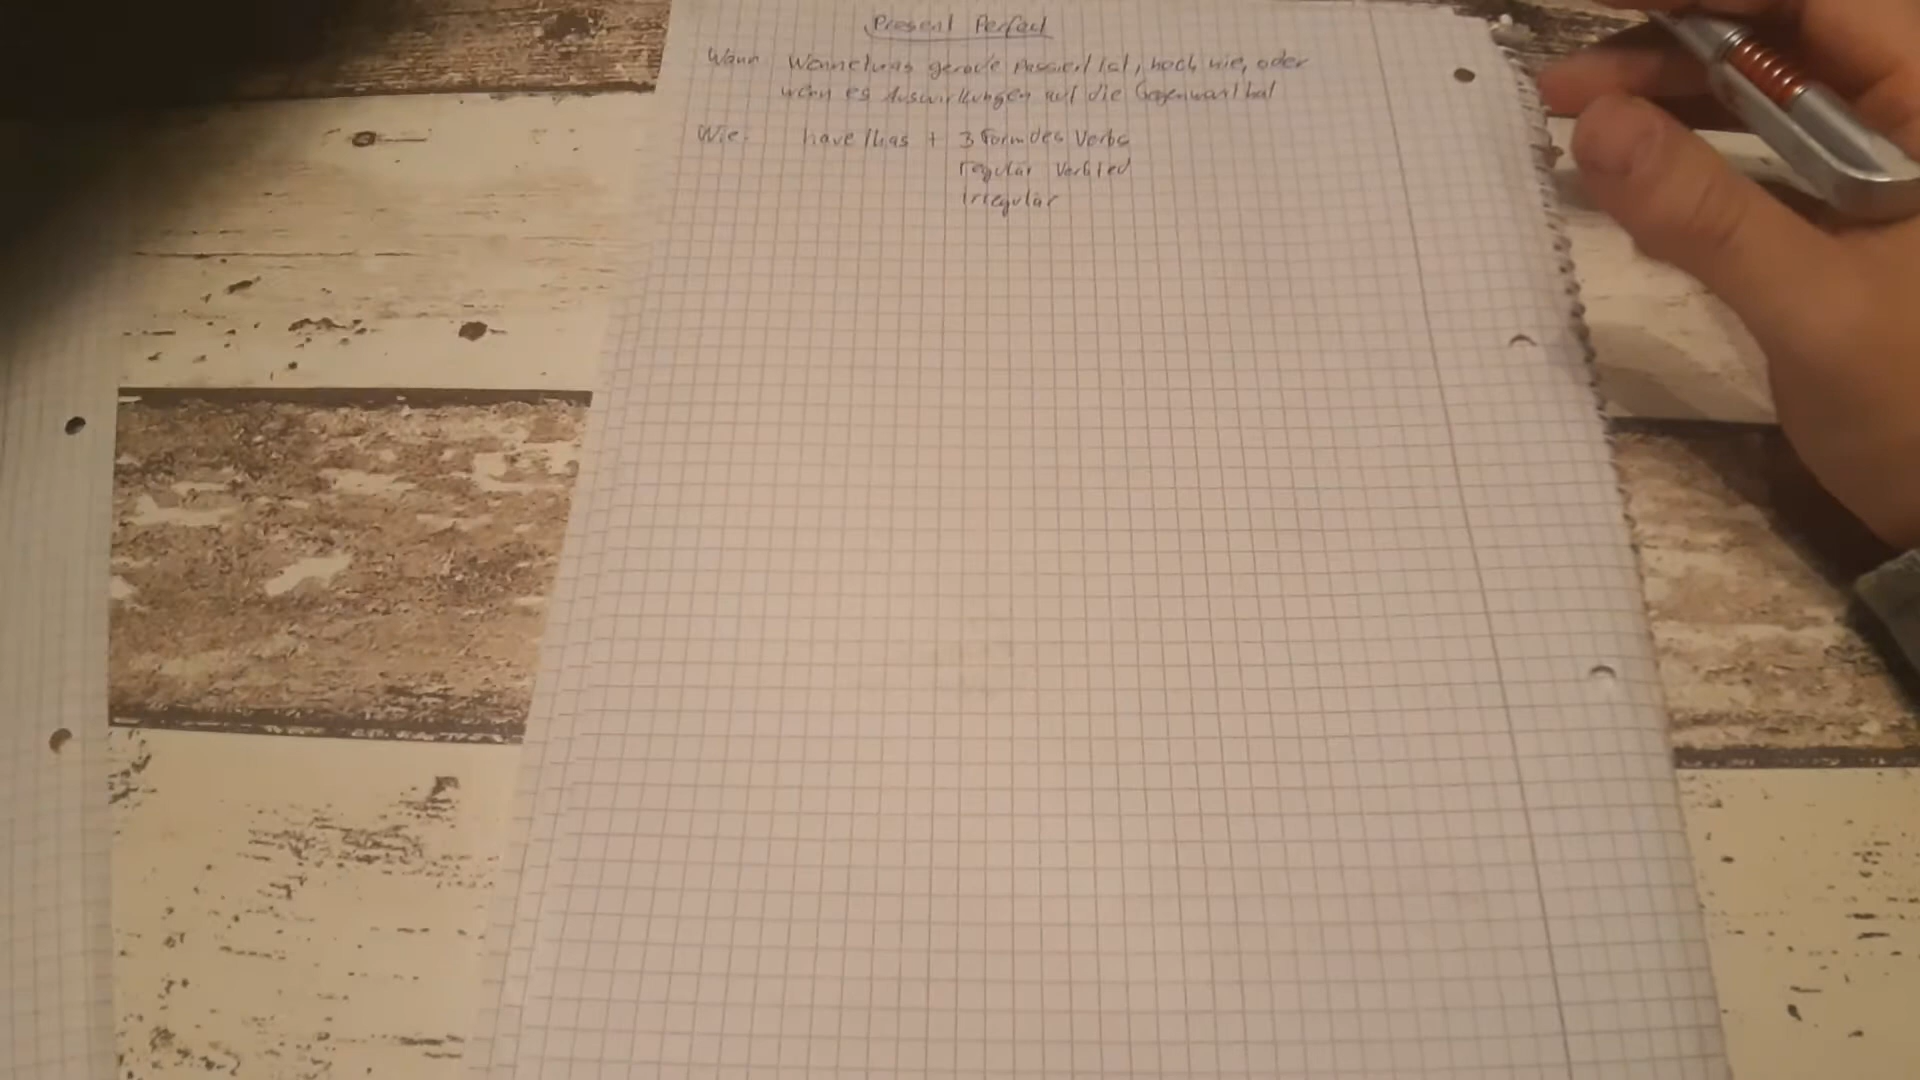 Present Perfect
Wann Wenn etwas gerade Passiert ist, noch nie, oder
wenn es Auswirkungen auf die Gegenwart hat
Wie: have/has + 3 Form des Verbs
regular Verb+ed
irregular